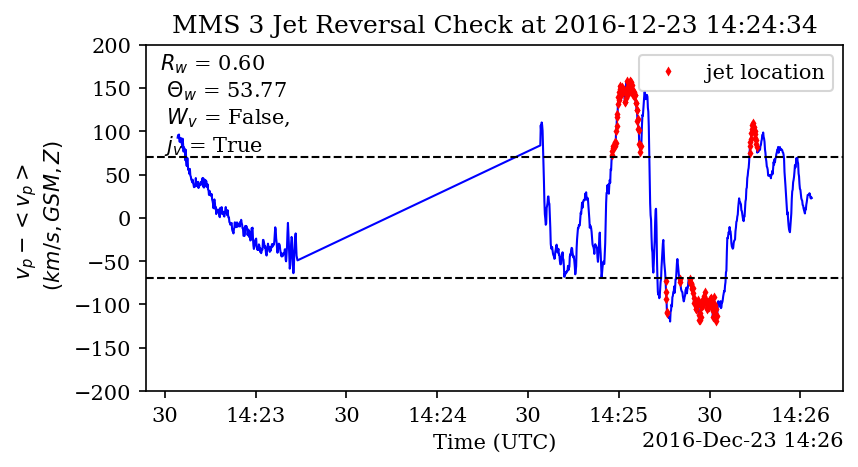 MMS 3 Jet Reversal Check at 2016-12-23 14:24:34
R_w = 0.60
Θ_w = 53.77
W_v = False,
j_v = True
jet location
v_p − < v_p >
(km/s, GSM, Z)
200
150
100
50
0
−50
−100
−150
−200
30 14:23 30 14:24 30 14:25 30 14:26
Time (UTC)
2016-Dec-23 14:26